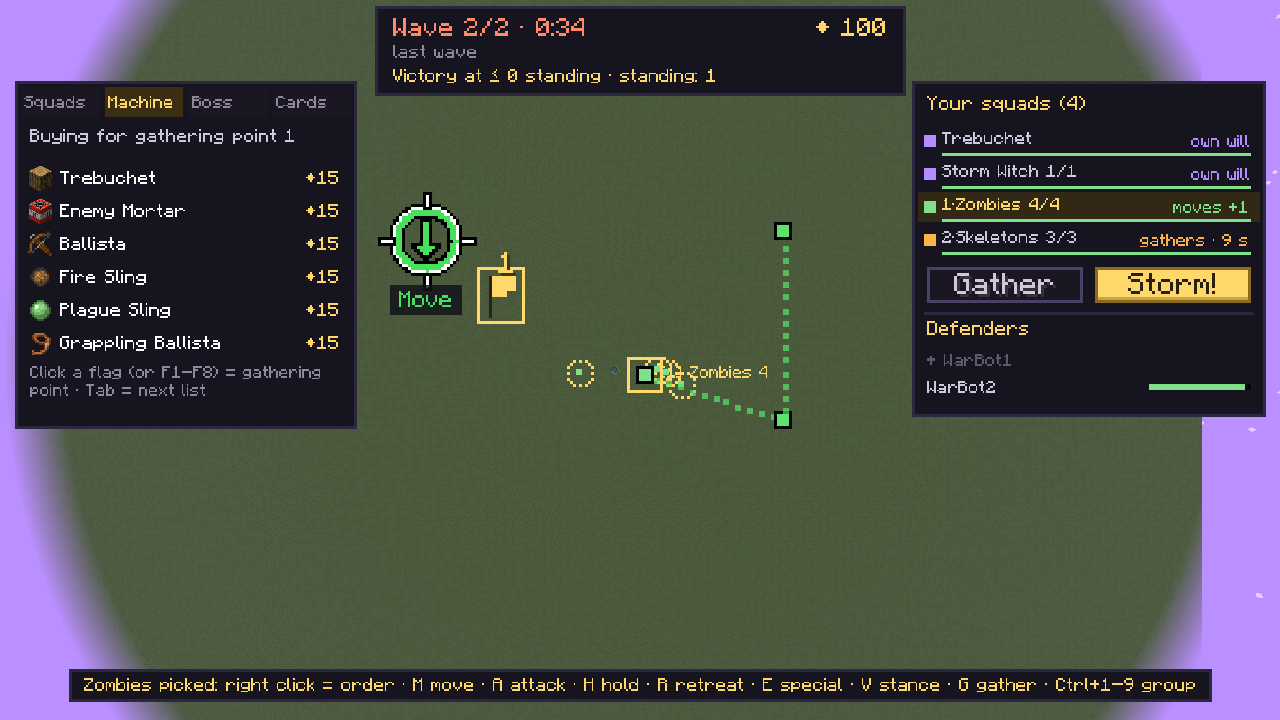 Wave 2/2 · 0:34
100
last wave
Victory at ≤ 0 standing · standing: 1
Squads Machine Boss Cards
Buying for gathering point 1
Trebuchet +15
Enemy Mortar +15
Ballista +15
Fire Sling +15
Plague Sling +15
Grappling Ballista +15
Click a flag (or F1–F8) = gathering
point · Tab = next list
Move
1
Zombies 4
Your squads (4)
Trebuchet own will
Storm Witch 1/1 own will
1·Zombies 4/4 moves +1
2·Skeletons 3/3 gathers · 9 s
Gather Storm!
Defenders
WarBot1
WarBot2
Zombies picked: right click = order · M move · A attack · H hold · R retreat · E special · V stance · G gather · Ctrl+1–9 group